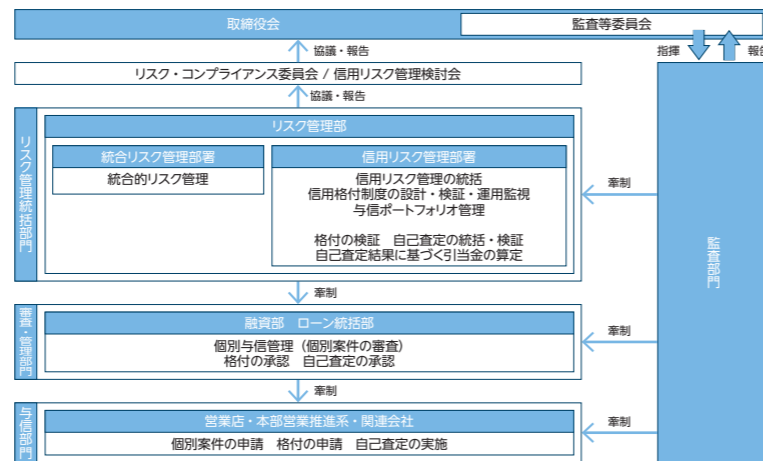 取締役会
監査等委員会
協議・報告
指揮
報告
リスク・コンプライアンス委員会 / 信用リスク管理検討会
協議・報告
リスク管理統括部門
リスク管理部
統合リスク管理部署
統合的リスク管理
信用リスク管理部署
信用リスク管理の統括
信用格付制度の設計・検証・運用監視
与信ポートフォリオ管理
格付の検証　自己査定の統括・検証
自己査定結果に基づく引当金の算定
牽制
監査部門
牽制
審査・管理部門
融資部　ローン統括部
個別与信管理（個別案件の審査）
格付の承認　自己査定の承認
牽制
牽制
与信部門
営業店・本部営業推進系・関連会社
個別案件の申請　格付の申請　自己査定の実施
牽制